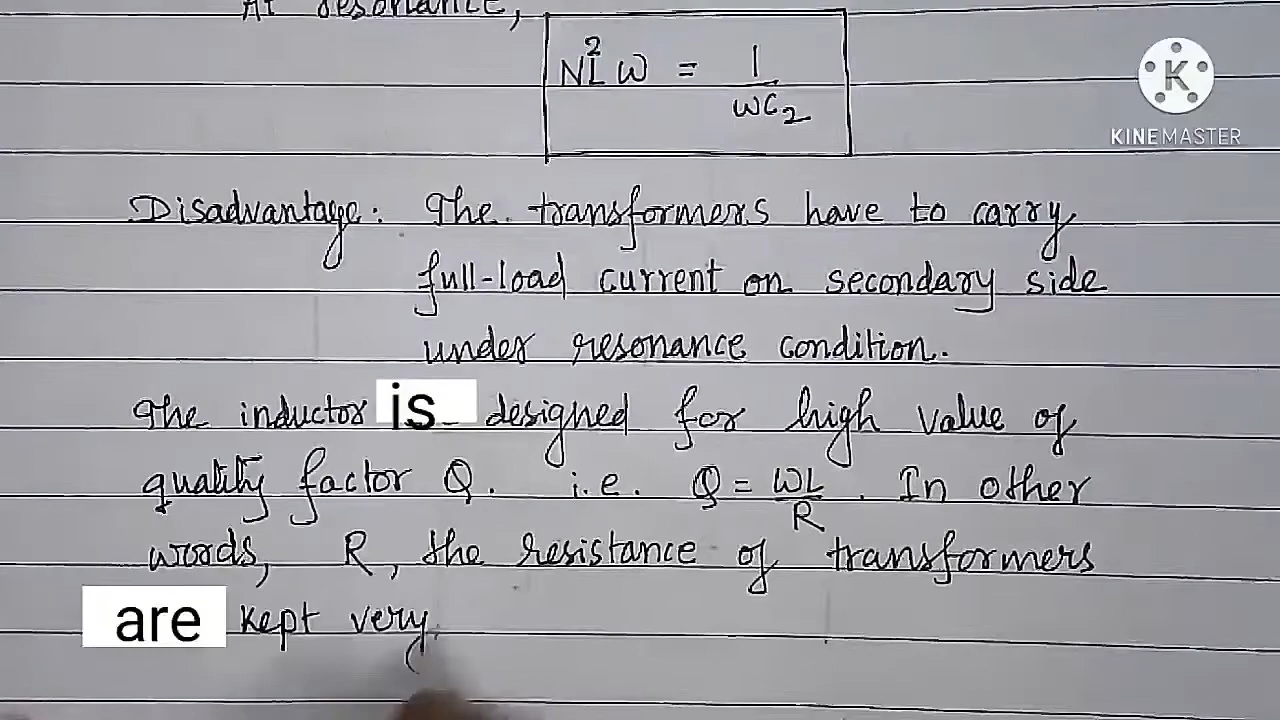 At resonance,
NL²ω = 1/ωC₂
K
KINEMASTER
Disadvantage: The transformers have to carry
full-load current on secondary side
under resonance condition.
The inductor is designed for high value of
quality factor Q. i.e. Q = ωL/R. In other
words, R, the resistance of transformers
are kept very